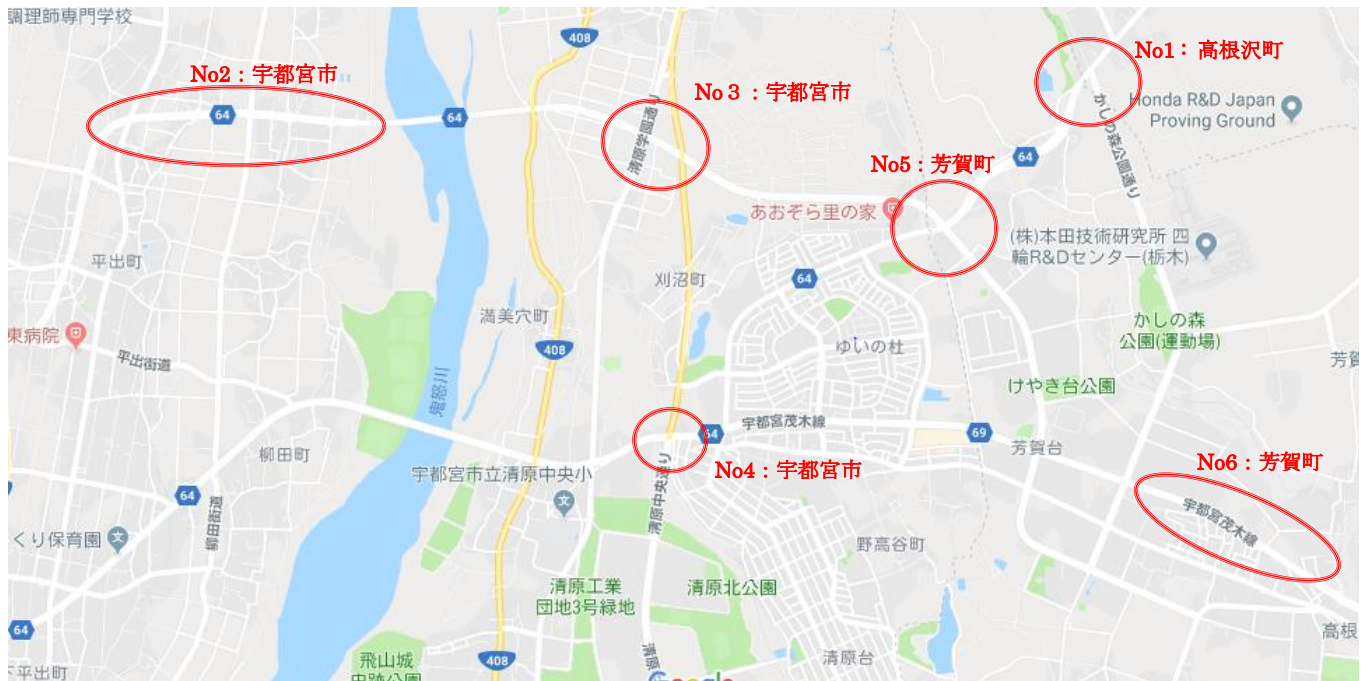 調理師専門学校
408
No1：高根沢町
No2：宇都宮市
No３：宇都宮市
64
64
清原学園通り
Honda R&D Japan
Proving Ground
かしの森公園通り
No5：芳賀町
64
あおぞら里の家
(株)本田技術研究所 四
輪R&Dセンター(栃木)
平出町
刈沼町
64
満美穴町
かしの森
公園(運動場)
東病院
平出街道
408
ゆいの杜
芳賀
鬼怒川
けやき台公園
宇都宮茂木線
64
69
芳賀台
柳田町
宇都宮市立清原中央小
No4：宇都宮市
No6：芳賀町
64
柳田街道
清原中央通り
宇都宮茂木線
くり保育園
野高谷町
清原工業
団地3号緑地
清原北公園
64
高根
飛山城
史跡公園
408
清原
清原台
下平出町
Google